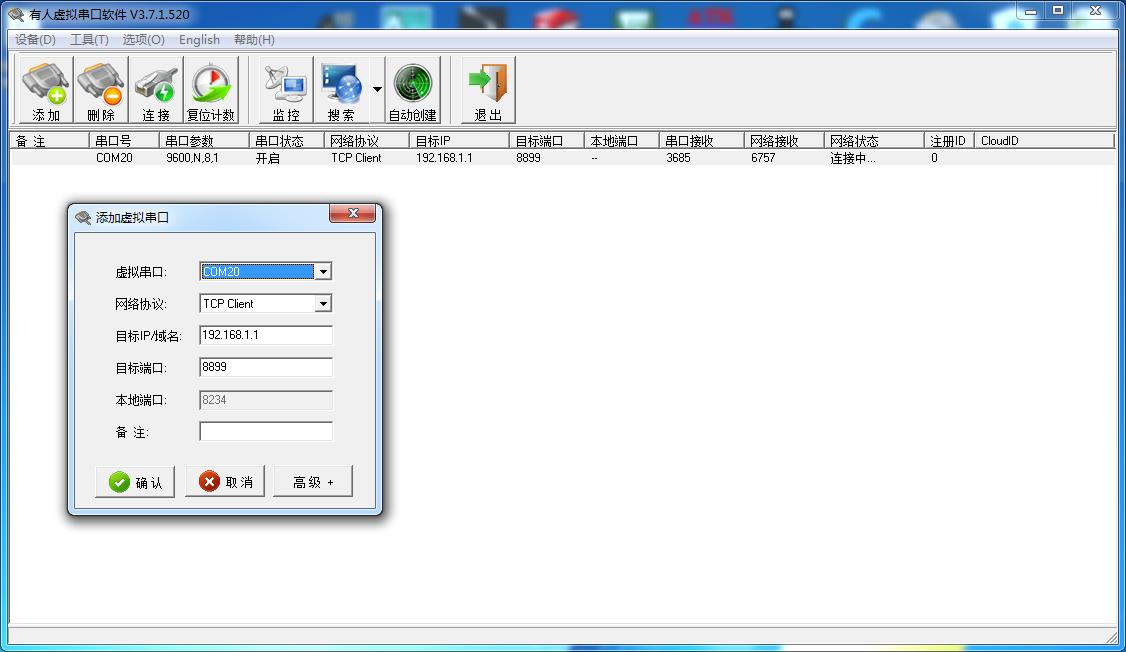 有人虚拟串口软件 V3.7.1.520
设备(D) 工具(T) 选项(O) English 帮助(H)
添加 删除 连接 复位计数 监控 搜索 自动创建 退出
备 注 串口号 串口参数 串口状态 网络协议 目标IP 目标端口 本地端口 串口接收 网络接收 网络状态 注册ID CloudID
COM20 9600,N,8,1 开启 TCP Client 192.168.1.1 8899 -- 3685 6757 连接中... 0
添加虚拟串口
虚拟串口: COM20
网络协议: TCP Client
目标IP/域名: 192.168.1.1
目标端口: 8899
本地端口: 8234
备 注:
确认 取消 高级 +